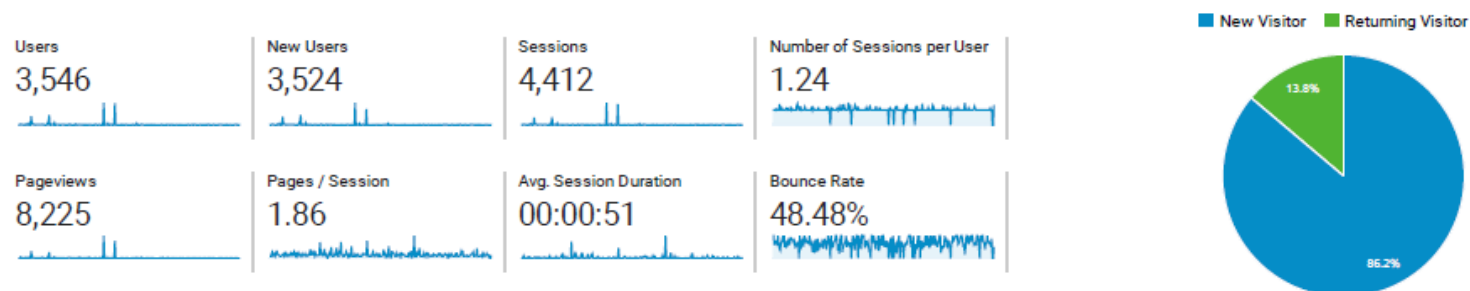 New Visitor Returning Visitor
Users
3,546
New Users
3,524
Sessions
4,412
Number of Sessions per User
1.24
Pageviews
8,225
Pages / Session
1.86
Avg. Session Duration
00:00:51
Bounce Rate
48.48%
13.8%
86.2%